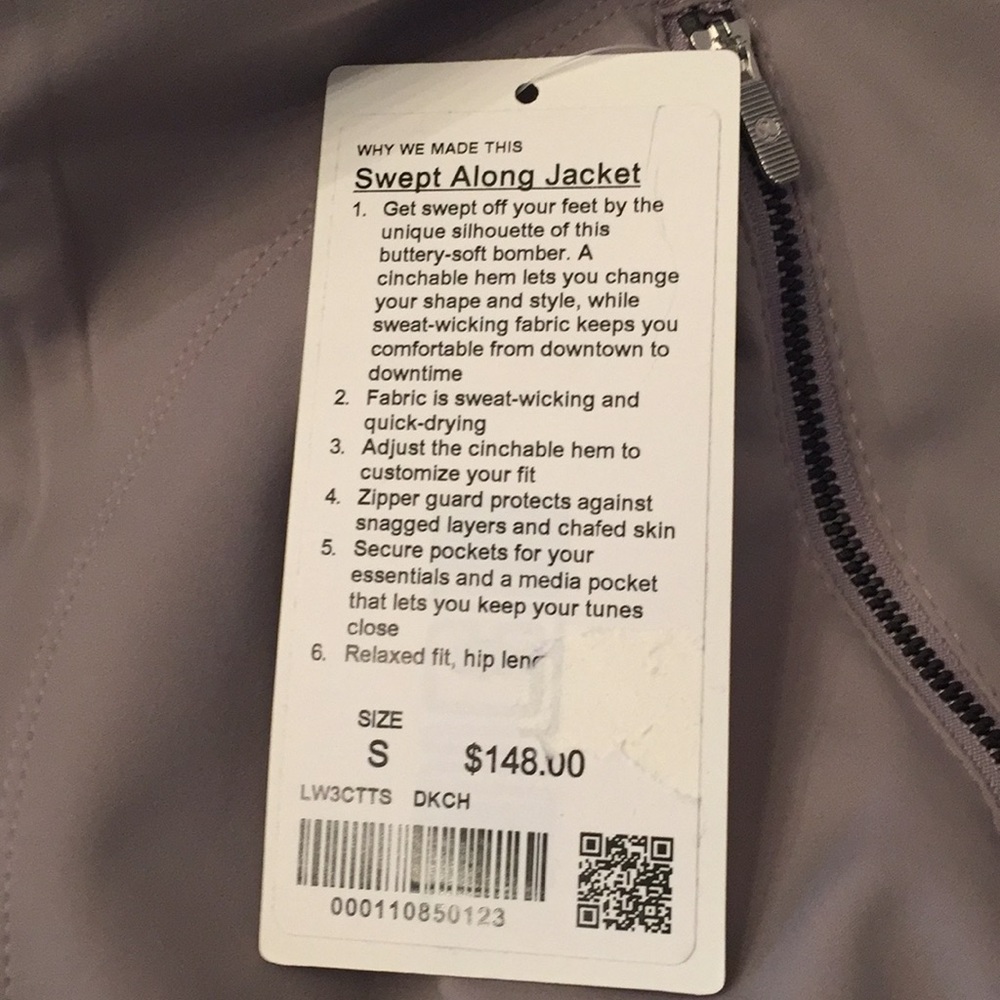 WHY WE MADE THIS
Swept Along Jacket
1. Get swept off your feet by the
unique silhouette of this
buttery-soft bomber. A
cinchable hem lets you change
your shape and style, while
sweat-wicking fabric keeps you
comfortable from downtown to
downtime
2. Fabric is sweat-wicking and
quick-drying
3. Adjust the cinchable hem to
customize your fit
4. Zipper guard protects against
snagged layers and chafed skin
5. Secure pockets for your
essentials and a media pocket
that lets you keep your tunes
close
6. Relaxed fit, hip
SIZE
S $148.00
LW3CTTS DKCH
000110850123